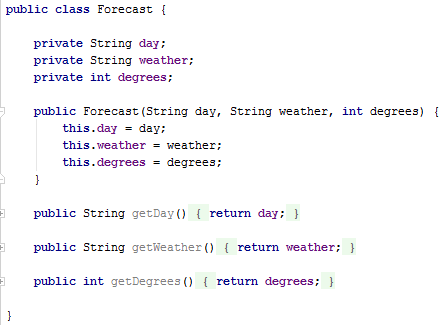 public class Forecast {
private String day;
private String weather;
private int degrees;
public Forecast(String day, String weather, int degrees) {
this.day = day;
this.weather = weather;
this.degrees = degrees;
}
public String getDay() { return day; }
public String getWeather() { return weather; }
public int getDegrees() { return degrees; }
}